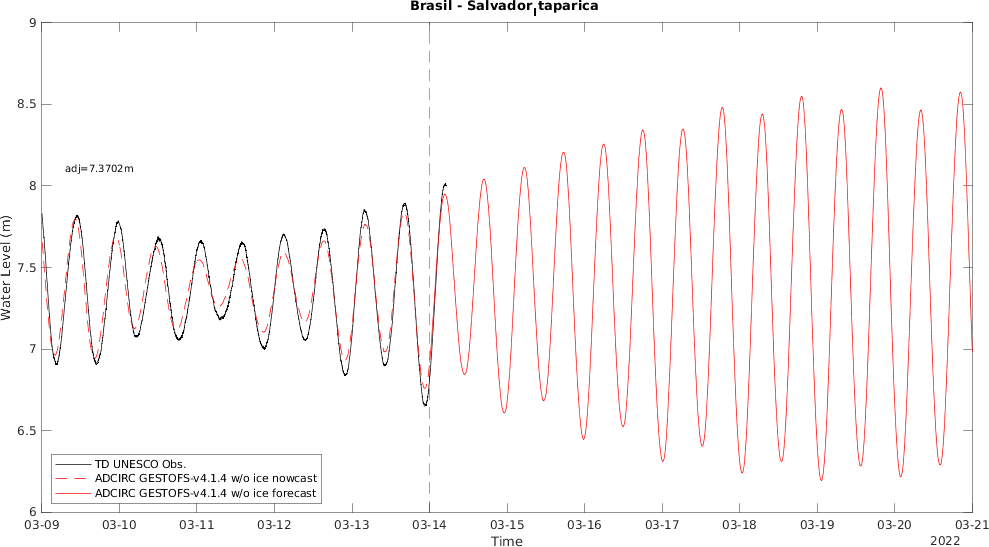 Brasil - Salvador_Itaparica
9
8.5
8
7.5
7
6.5
6
Water Level (m)
adj=7.3702m
TD UNESCO Obs.
ADCIRC GESTOFS-v4.1.4 w/o ice nowcast
ADCIRC GESTOFS-v4.1.4 w/o ice forecast
03-09 03-10 03-11 03-12 03-13 03-14 03-15 03-16 03-17 03-18 03-19 03-20 03-21
Time
2022